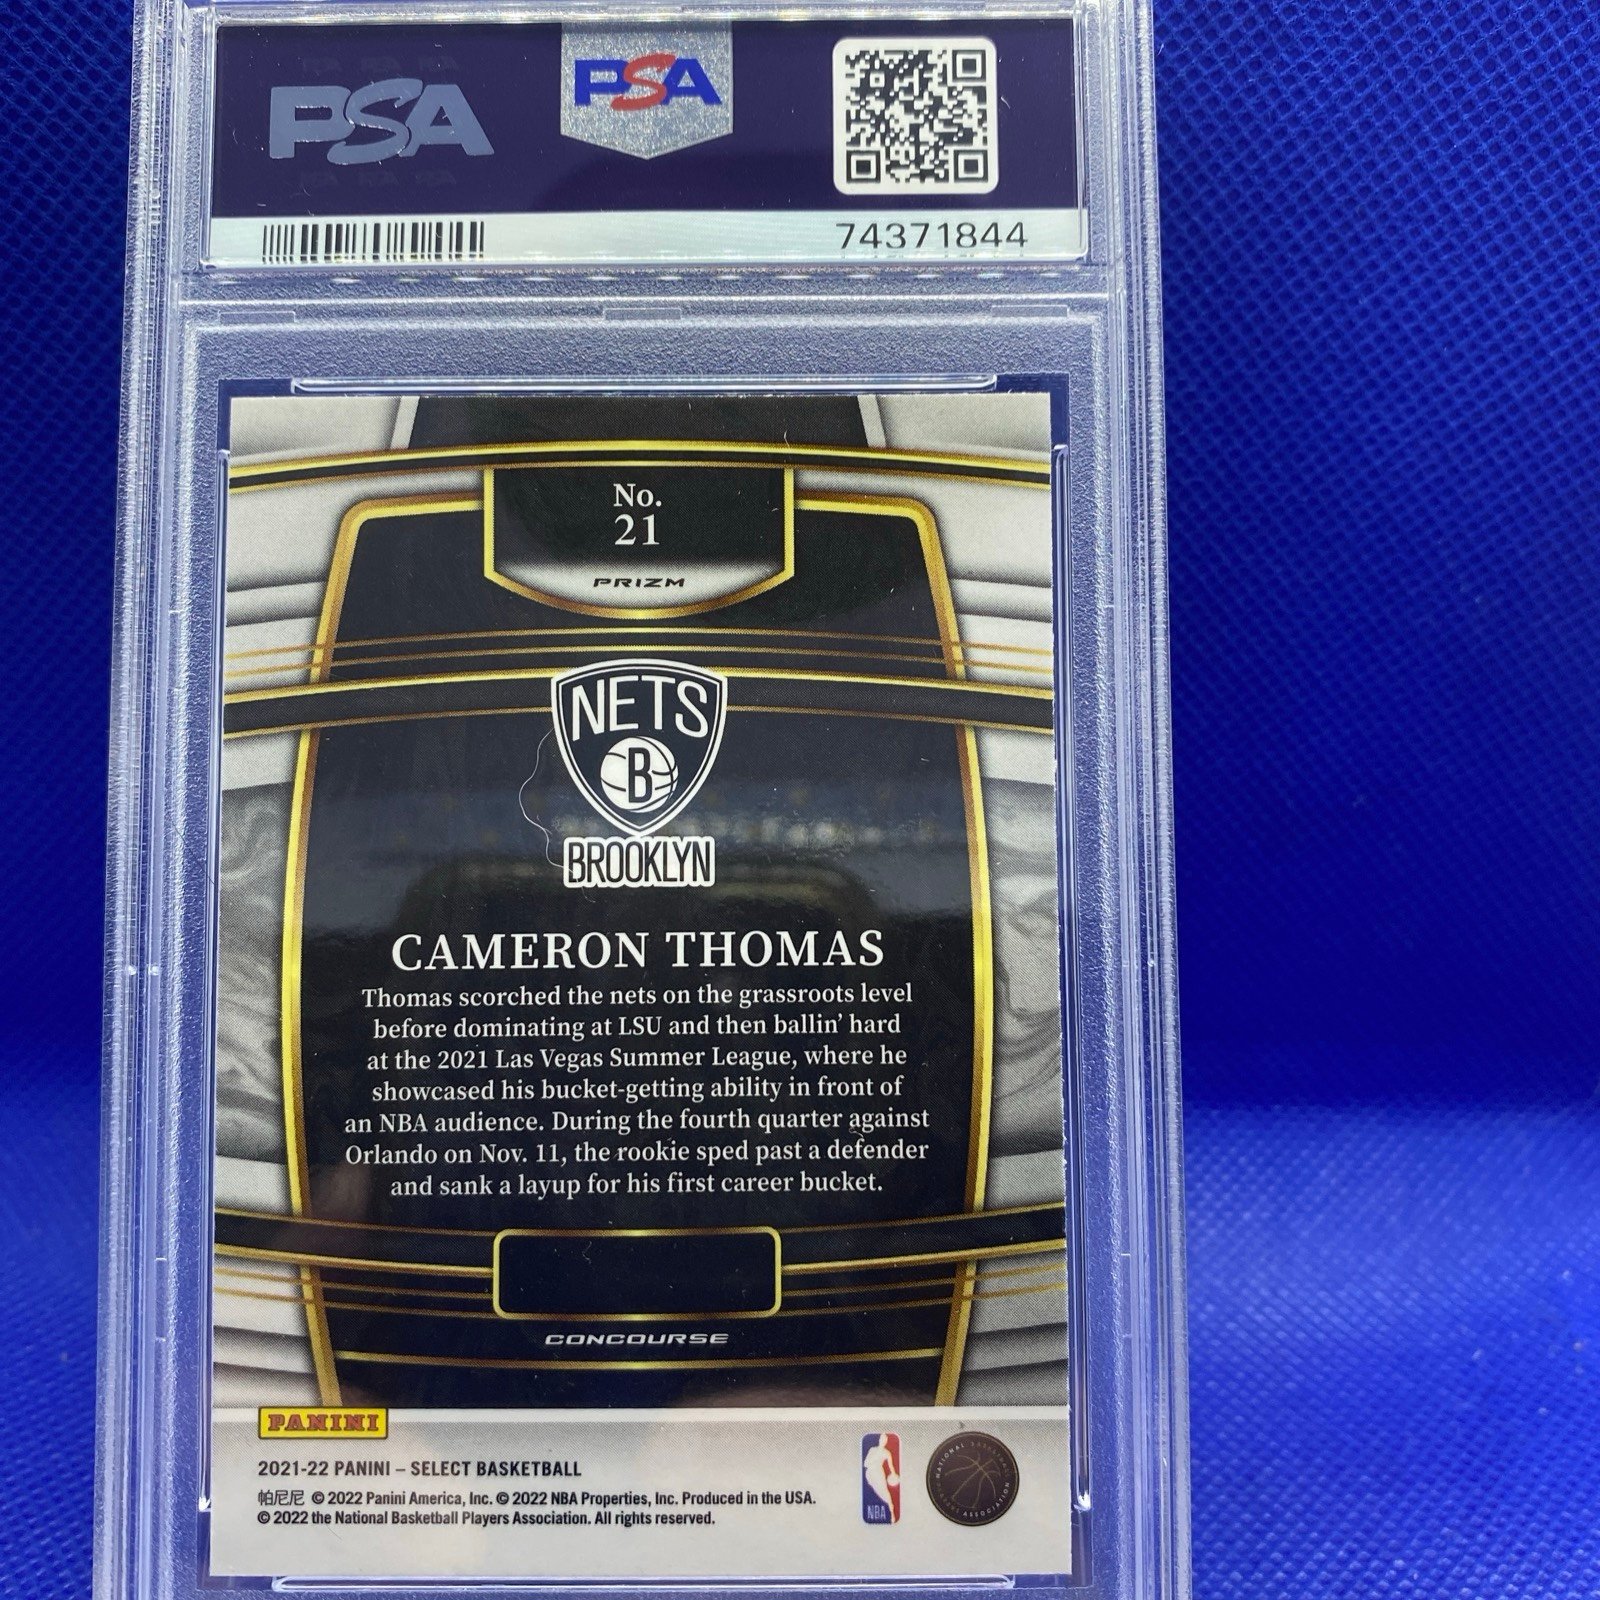 PSA
PSA
74371844
No.
21
PRIZM
NETS
B
BROOKLYN
CAMERON THOMAS
Thomas scorched the nets on the grassroots level
before dominating at LSU and then ballin' hard
at the 2021 Las Vegas Summer League, where he
showcased his bucket-getting ability in front of
an NBA audience. During the fourth quarter against
Orlando on Nov. 11, the rookie sped past a defender
and sank a layup for his first career bucket.
CONCOURSE
PANINI
2021-22 PANINI – SELECT BASKETBALL
帕尼尼 © 2022 Panini America, Inc. © 2022 NBA Properties, Inc. Produced in the USA.
© 2022 the National Basketball Players Association. All rights reserved.
NBA
NATIONAL BASKETBALL PLAYERS ASSOCIATION